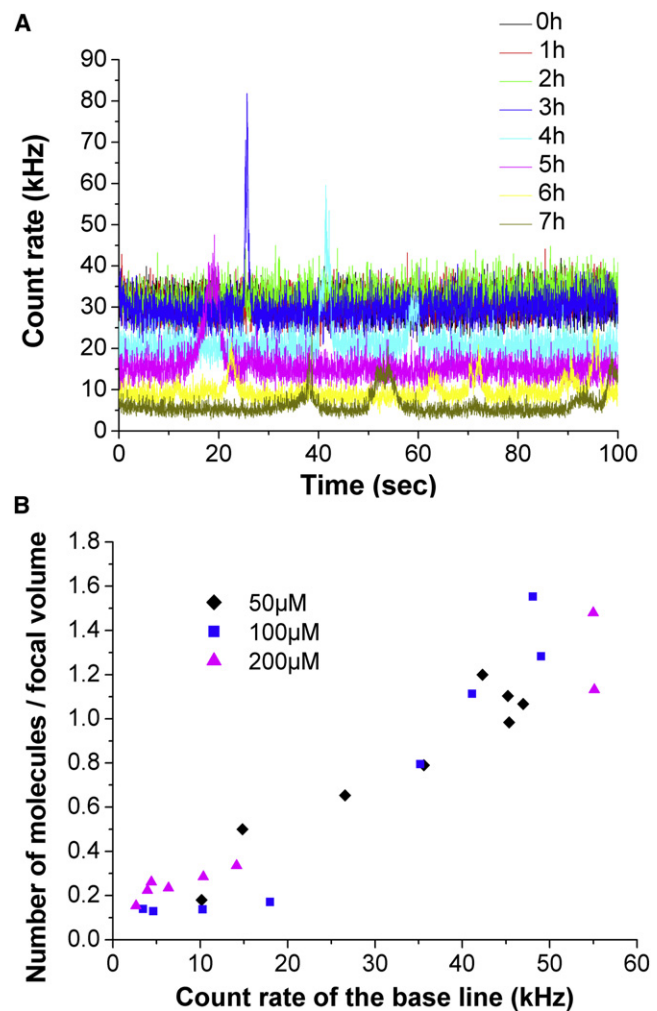 A
0h
1h
2h
3h
4h
5h
6h
7h
90
80
70
60
50
40
30
20
10
0
Count rate (kHz)
0 20 40 60 80 100
Time (sec)
B
1.8
1.6
1.4
1.2
1.0
0.8
0.6
0.4
0.2
0.0
Number of molecules / focal volume
50µM
100µM
200µM
0 10 20 30 40 50 60
Count rate of the base line (kHz)